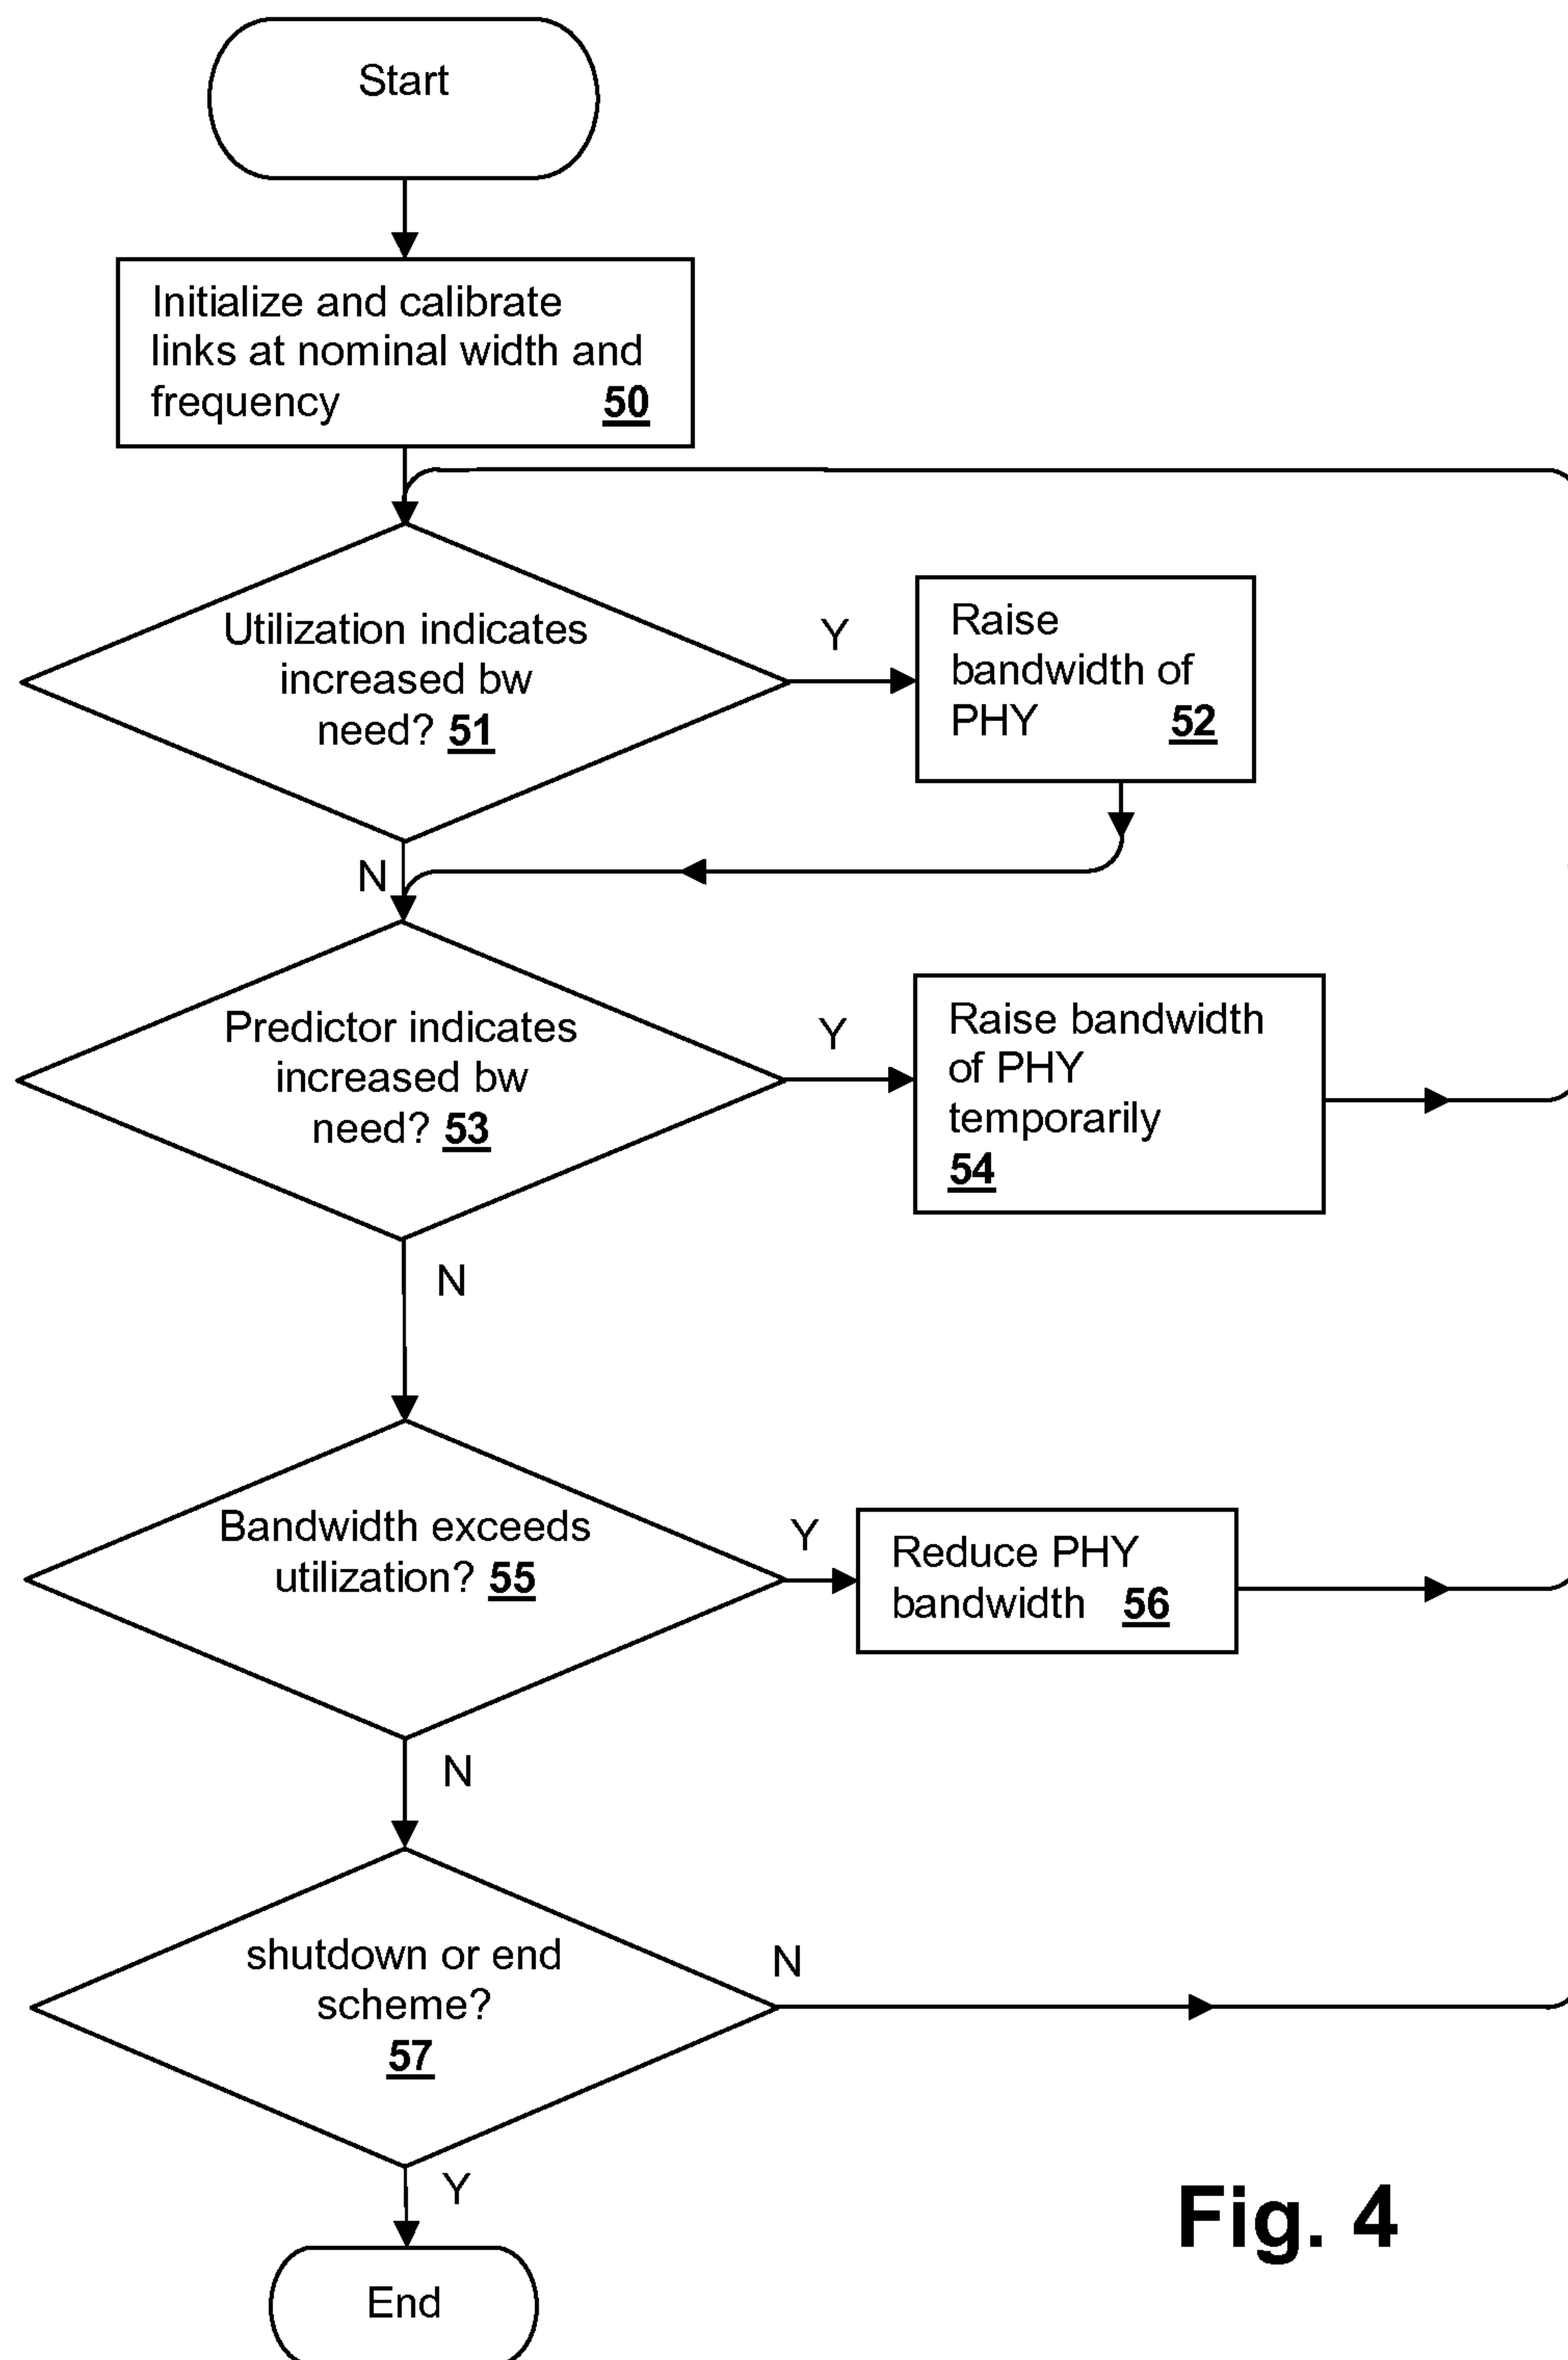 Start
Initialize and calibrate
links at nominal width and
frequency 50
Utilization indicates
increased bw
need? 51
Y
Raise
bandwidth of
PHY 52
N
Predictor indicates
increased bw
need? 53
Y
Raise bandwidth
of PHY
temporarily
54
N
Bandwidth exceeds
utilization? 55
Y
Reduce PHY
bandwidth 56
N
shutdown or end
scheme?
57
N
Y
End
Fig. 4